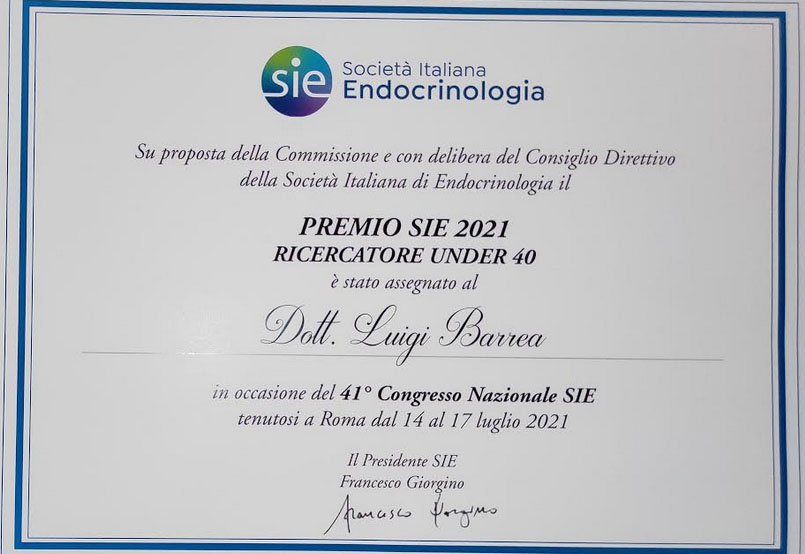 sie
Società Italiana
Endocrinologia
Su proposta della Commissione e con delibera del Consiglio Direttivo
della Società Italiana di Endocrinologia il
PREMIO SIE 2021
RICERCATORE UNDER 40
è stato assegnato al
Dott. Luigi Barrea
in occasione del 41° Congresso Nazionale SIE
tenutosi a Roma dal 14 al 17 luglio 2021
Il Presidente SIE
Francesco Giorgino
Francesco Giorgino